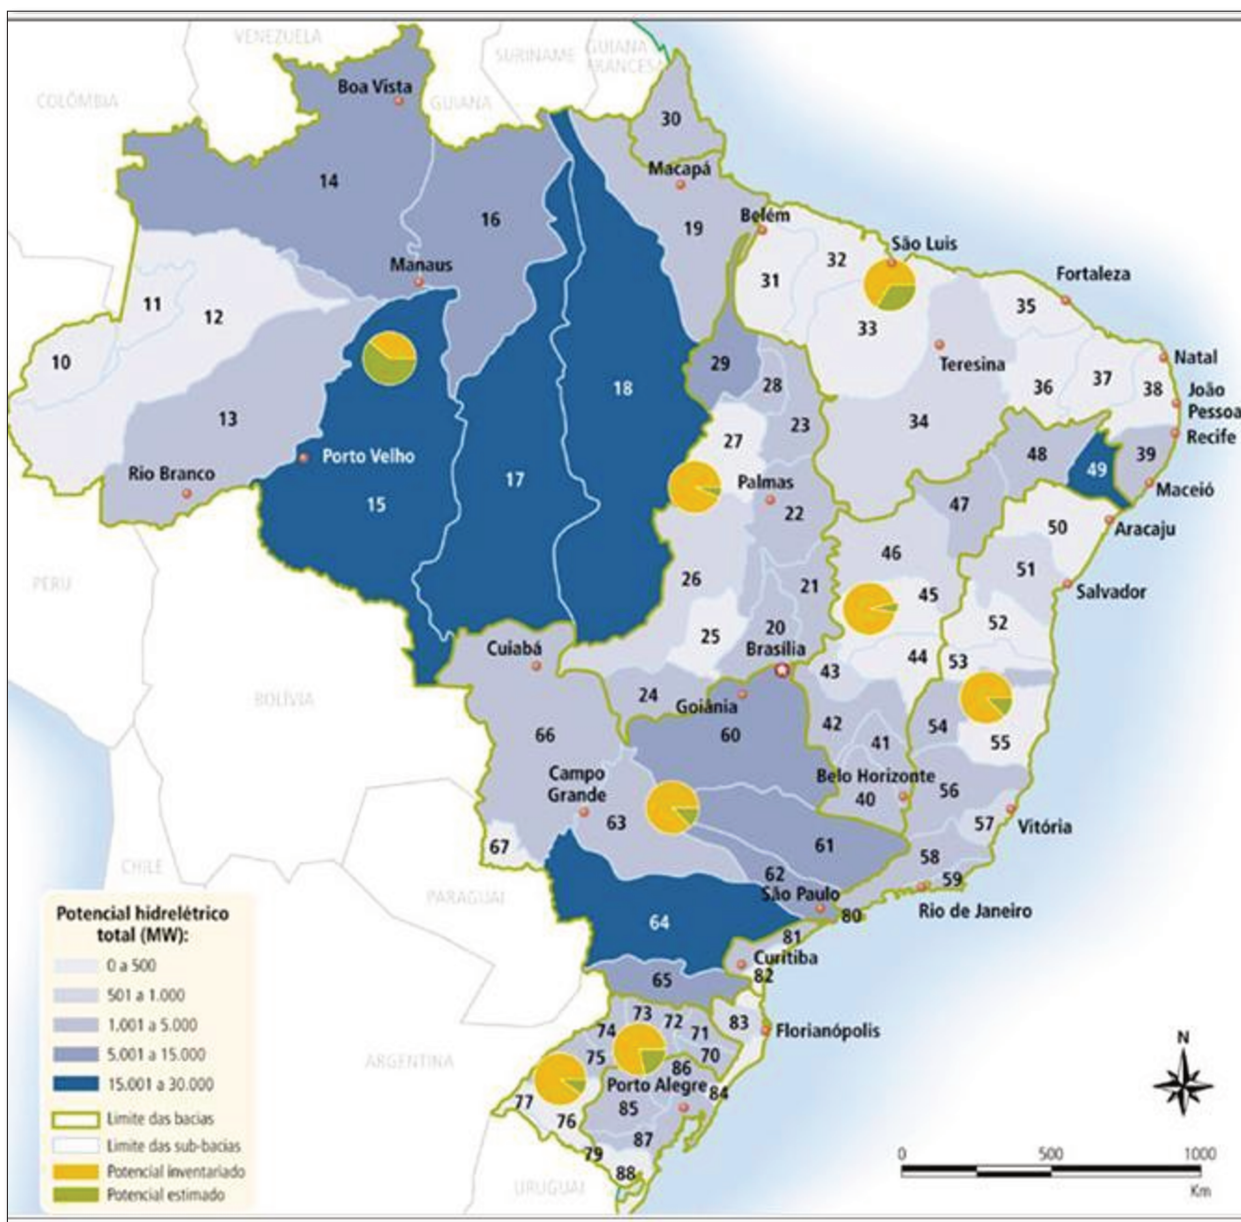 VENEZUELA
SURINAME
GUIANA
FRANCESA
COLÔMBIA
GUIANA
Boa Vista
30
14
Macapá
16
19
Belém
São Luis
Manaus
32
Fortaleza
31
11
12
35
33
10
29
Teresina
Natal
28
36
37
38
João
Pessoa
18
13
23
34
27
Recife
48
39
Rio Branco
Porto Velho
17
49
Palmas
Maceió
15
22
47
50
Aracaju
46
PERU
26
51
21
Salvador
45
20
52
25
Brasília
Cuiabá
44
53
43
24
BOLÍVIA
Goiânia
42
54
60
66
41
55
Campo
Grande
Belo Horizonte
56
40
63
57
Vitória
67
61
58
CHILE
62
59
PARAGUAI
São Paulo
Rio de Janeiro
80
64
81
Curitiba
82
65
73
72
83
74
71
Florianópolis
ARGENTINA
75
70
86
Porto Alegre
84
77
85
76
87
79
88
URUGUAI
Potencial hidrelétrico
total (MW):
0 a 500
501 a 1.000
1.001 a 5.000
5.001 a 15.000
15.001 a 30.000
Limite das bacias
Limite das sub-bacias
Potencial inventariado
Potencial estimado
N
0
500
1000
Km